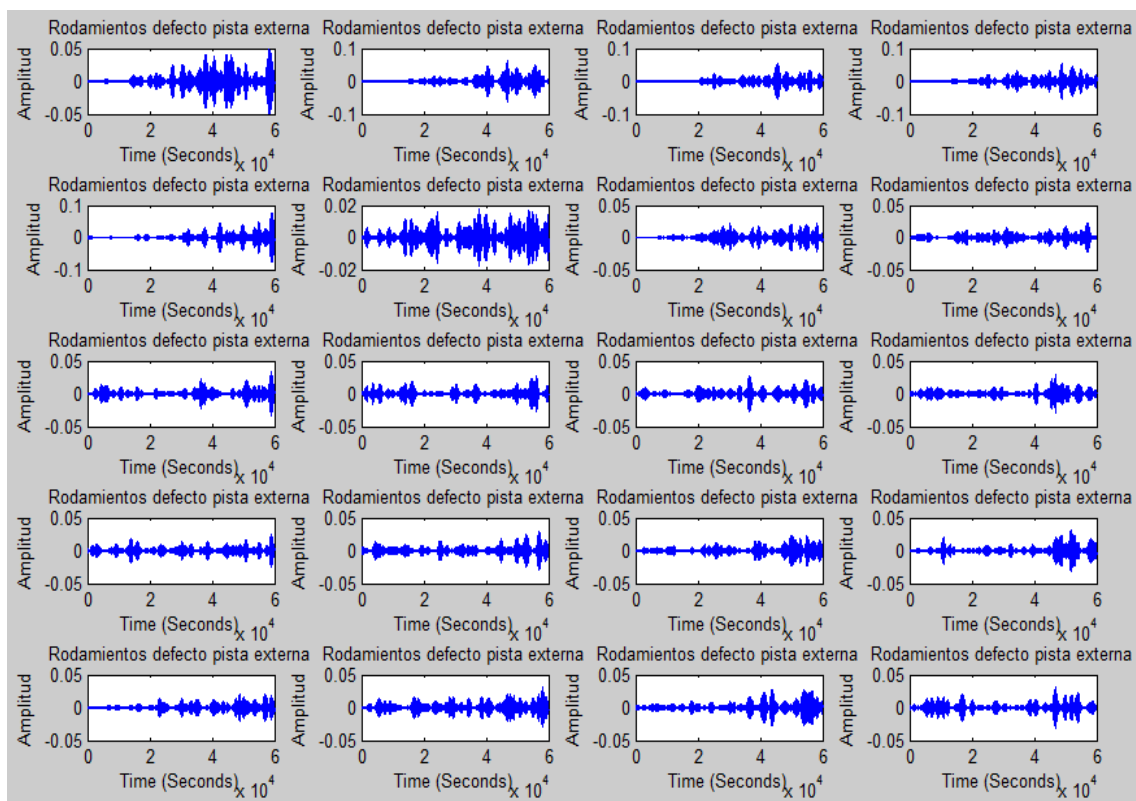 Rodamientos defecto pista externa
0.05
Amplitud
0
-0.05
0 2 4 6
Time (Seconds)
x 10^4
Rodamientos defecto pista externa
0.1
Amplitud
0
-0.1
0 2 4 6
Time (Seconds)
x 10^4
Rodamientos defecto pista externa
0.1
Amplitud
0
-0.1
0 2 4 6
Time (Seconds)
x 10^4
Rodamientos defecto pista externa
0.1
Amplitud
0
-0.1
0 2 4 6
Time (Seconds)
x 10^4
Rodamientos defecto pista externa
0.1
Amplitud
0
-0.1
0 2 4 6
Time (Seconds)
x 10^4
Rodamientos defecto pista externa
0.02
Amplitud
0
-0.02
0 2 4 6
Time (Seconds)
x 10^4
Rodamientos defecto pista externa
0.05
Amplitud
0
-0.05
0 2 4 6
Time (Seconds)
x 10^4
Rodamientos defecto pista externa
0.05
Amplitud
0
-0.05
0 2 4 6
Time (Seconds)
x 10^4
Rodamientos defecto pista externa
0.05
Amplitud
0
-0.05
0 2 4 6
Time (Seconds)
x 10^4
Rodamientos defecto pista externa
0.05
Amplitud
0
-0.05
0 2 4 6
Time (Seconds)
x 10^4
Rodamientos defecto pista externa
0.05
Amplitud
0
-0.05
0 2 4 6
Time (Seconds)
x 10^4
Rodamientos defecto pista externa
0.05
Amplitud
0
-0.05
0 2 4 6
Time (Seconds)
x 10^4
Rodamientos defecto pista externa
0.05
Amplitud
0
-0.05
0 2 4 6
Time (Seconds)
x 10^4
Rodamientos defecto pista externa
0.05
Amplitud
0
-0.05
0 2 4 6
Time (Seconds)
x 10^4
Rodamientos defecto pista externa
0.05
Amplitud
0
-0.05
0 2 4 6
Time (Seconds)
x 10^4
Rodamientos defecto pista externa
0.05
Amplitud
0
-0.05
0 2 4 6
Time (Seconds)
x 10^4
Rodamientos defecto pista externa
0.05
Amplitud
0
-0.05
0 2 4 6
Time (Seconds)
x 10^4
Rodamientos defecto pista externa
0.05
Amplitud
0
-0.05
0 2 4 6
Time (Seconds)
x 10^4
Rodamientos defecto pista externa
0.05
Amplitud
0
-0.05
0 2 4 6
Time (Seconds)
x 10^4
Rodamientos defecto pista externa
0.05
Amplitud
0
-0.05
0 2 4 6
Time (Seconds)
x 10^4